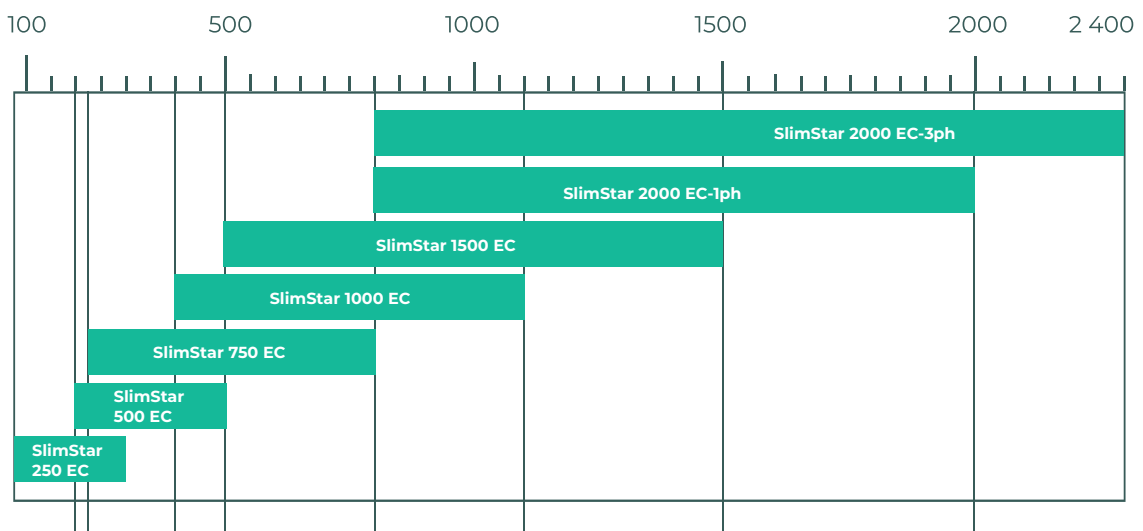 100 500 1000 1500 2000 2 400
SlimStar 2000 EC-3ph
SlimStar 2000 EC-1ph
SlimStar 1500 EC
SlimStar 1000 EC
SlimStar 750 EC
SlimStar
500 EC
SlimStar
250 EC